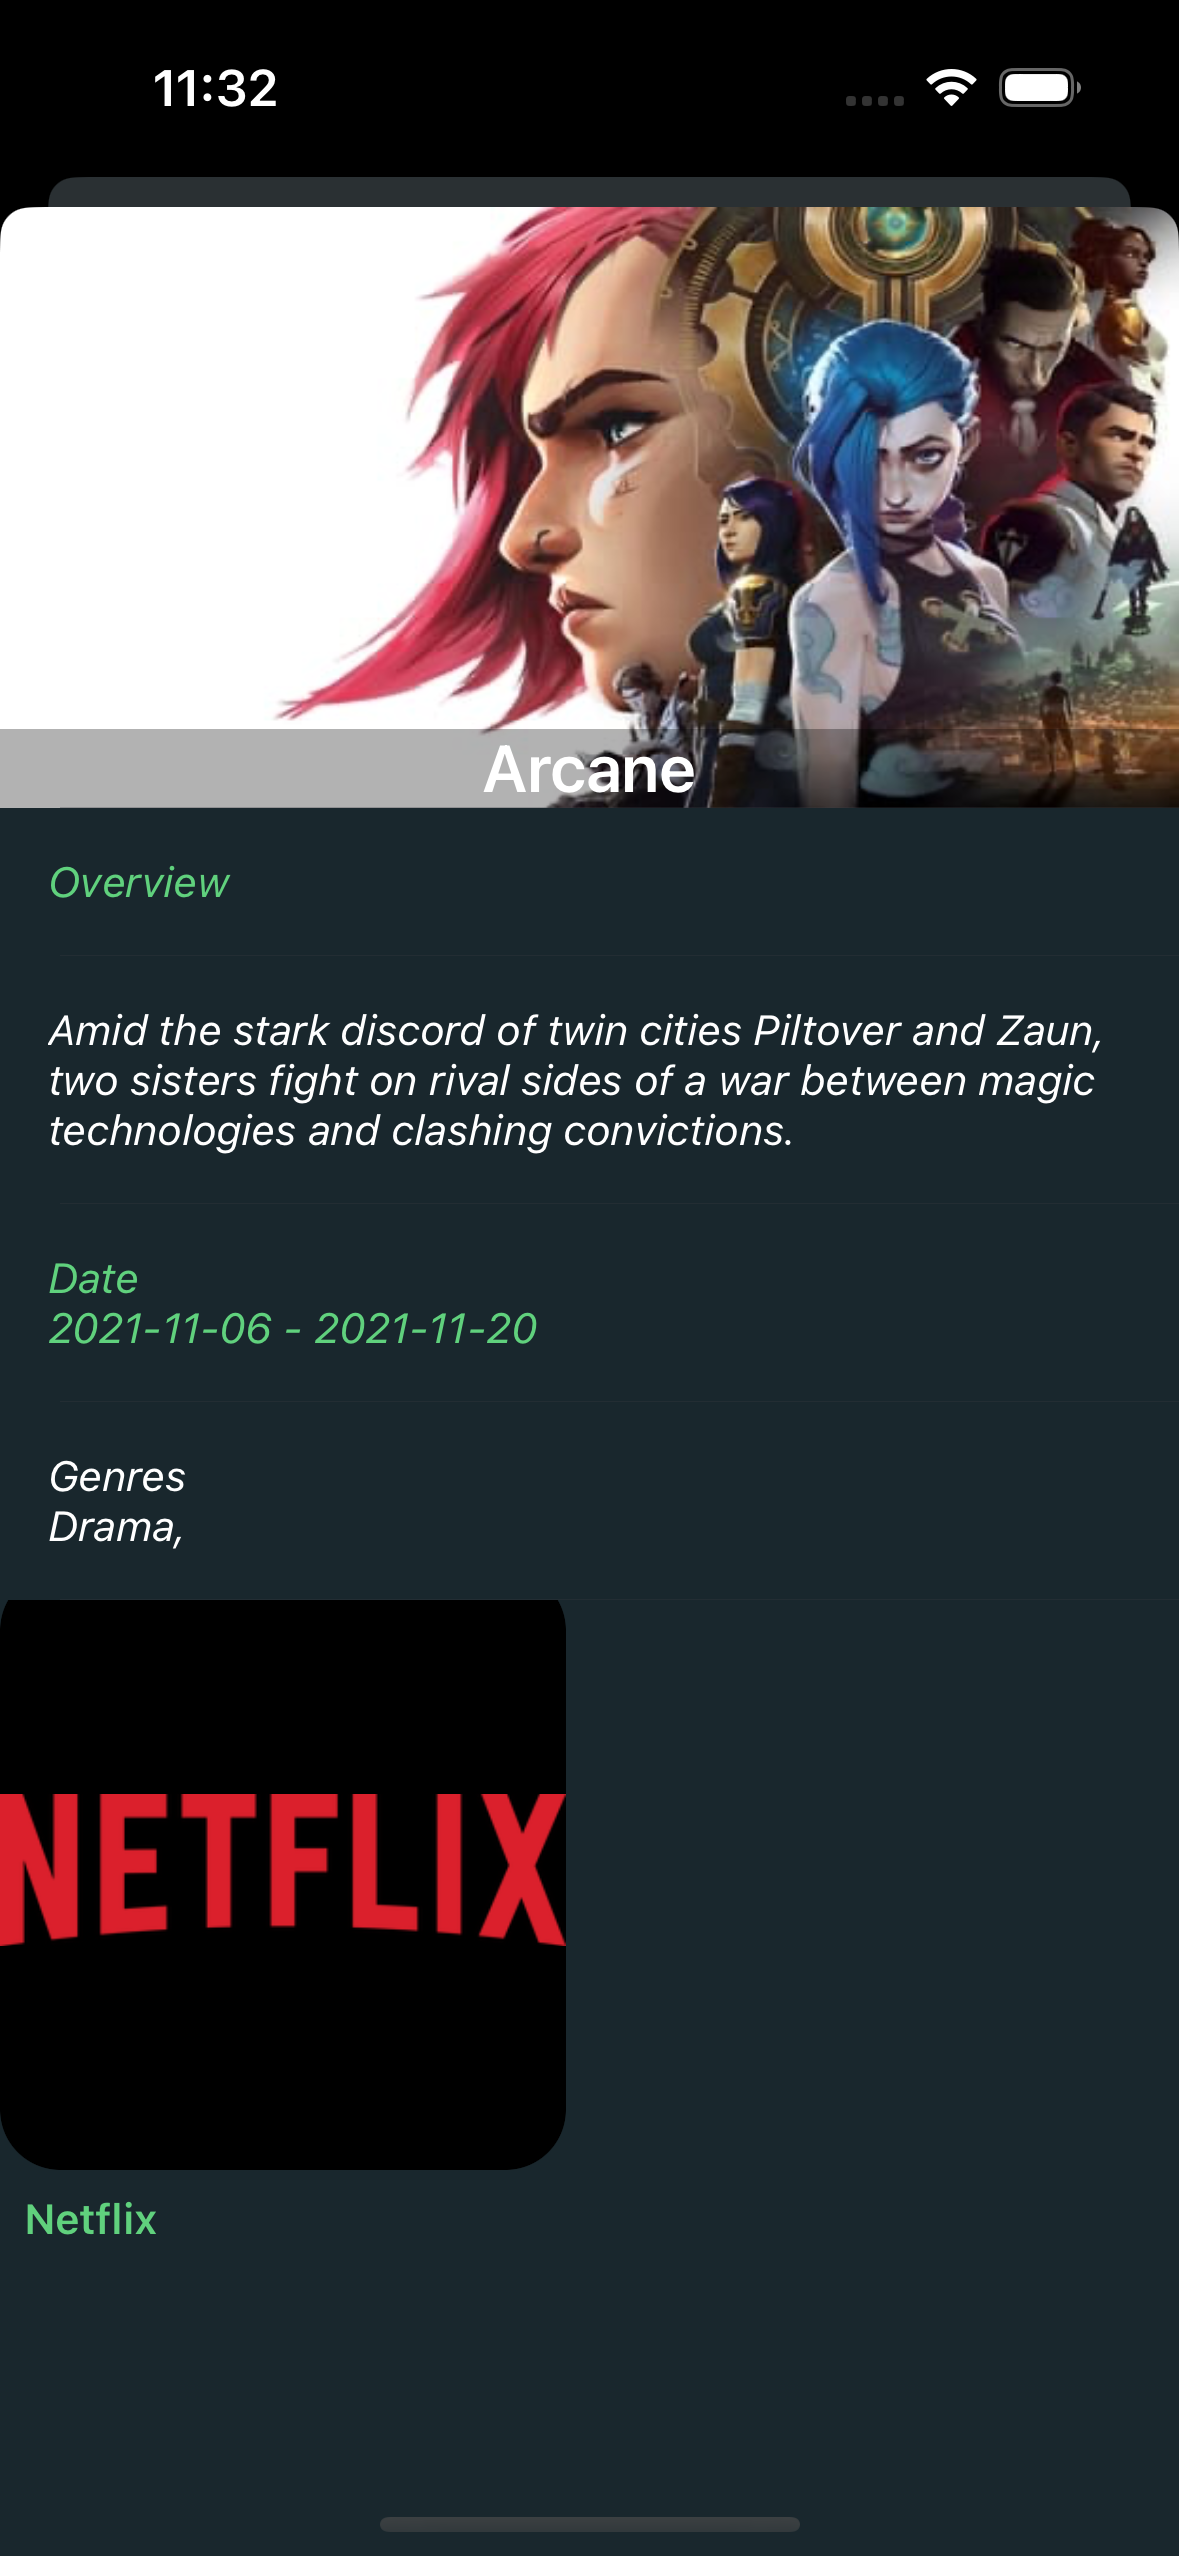 11:32
Arcane
Overview
Amid the stark discord of twin cities Piltover and Zaun,
two sisters fight on rival sides of a war between magic
technologies and clashing convictions.
Date
2021-11-06 - 2021-11-20
Genres
Drama,
NETFLIX
Netflix